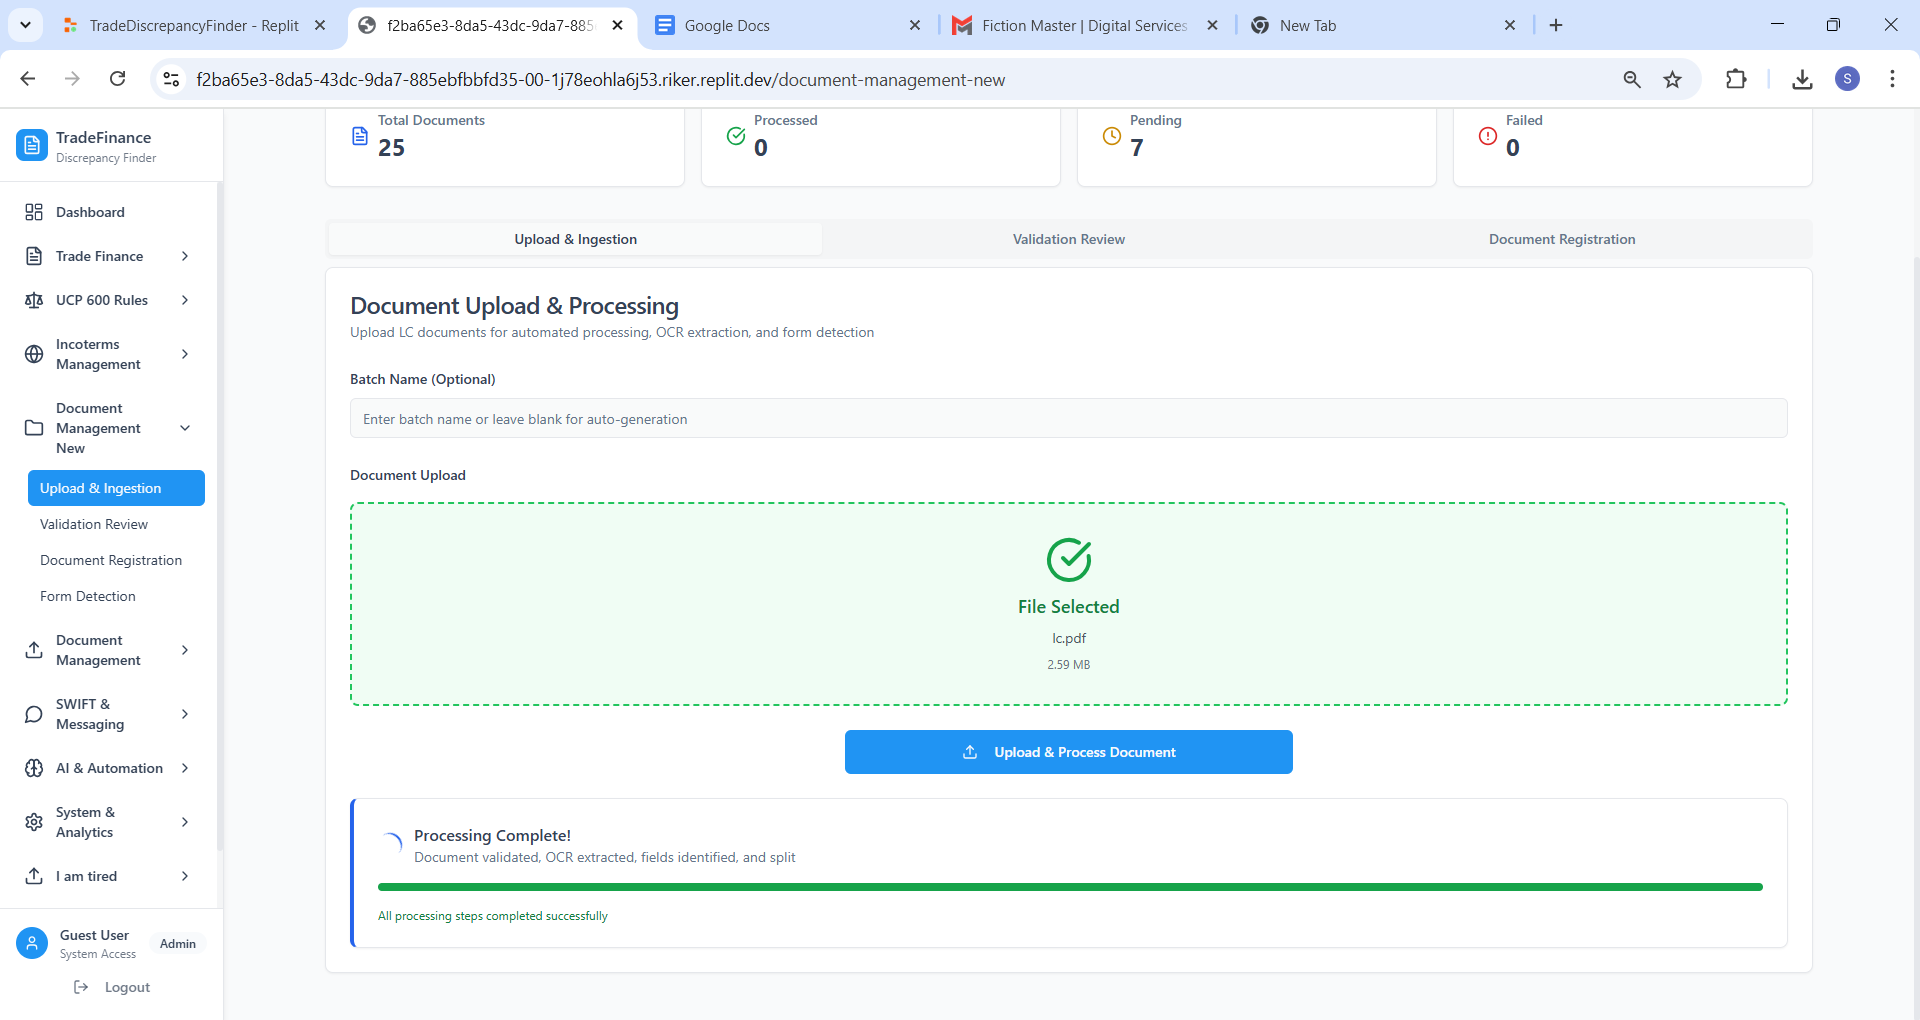 TradeDiscrepancyFinder - Replit
f2ba65e3-8da5-43dc-9da7-885
Google Docs
Fiction Master | Digital Services
New Tab
f2ba65e3-8da5-43dc-9da7-885ebfbbfd35-00-1j78eohla6j53.riker.replit.dev/document-management-new
S
TradeFinance
Discrepancy Finder
Dashboard
Trade Finance
UCP 600 Rules
Incoterms
Management
Document
Management
New
Upload & Ingestion
Validation Review
Document Registration
Form Detection
Document
Management
SWIFT &
Messaging
AI & Automation
System &
Analytics
I am tired
Guest User
System Access
Admin
Logout
Total Documents
25
Processed
0
Pending
7
Failed
0
Upload & Ingestion
Validation Review
Document Registration
Document Upload & Processing
Upload LC documents for automated processing, OCR extraction, and form detection
Batch Name (Optional)
Enter batch name or leave blank for auto-generation
Document Upload
File Selected
lc.pdf
2.59 MB
Upload & Process Document
Processing Complete!
Document validated, OCR extracted, fields identified, and split
All processing steps completed successfully